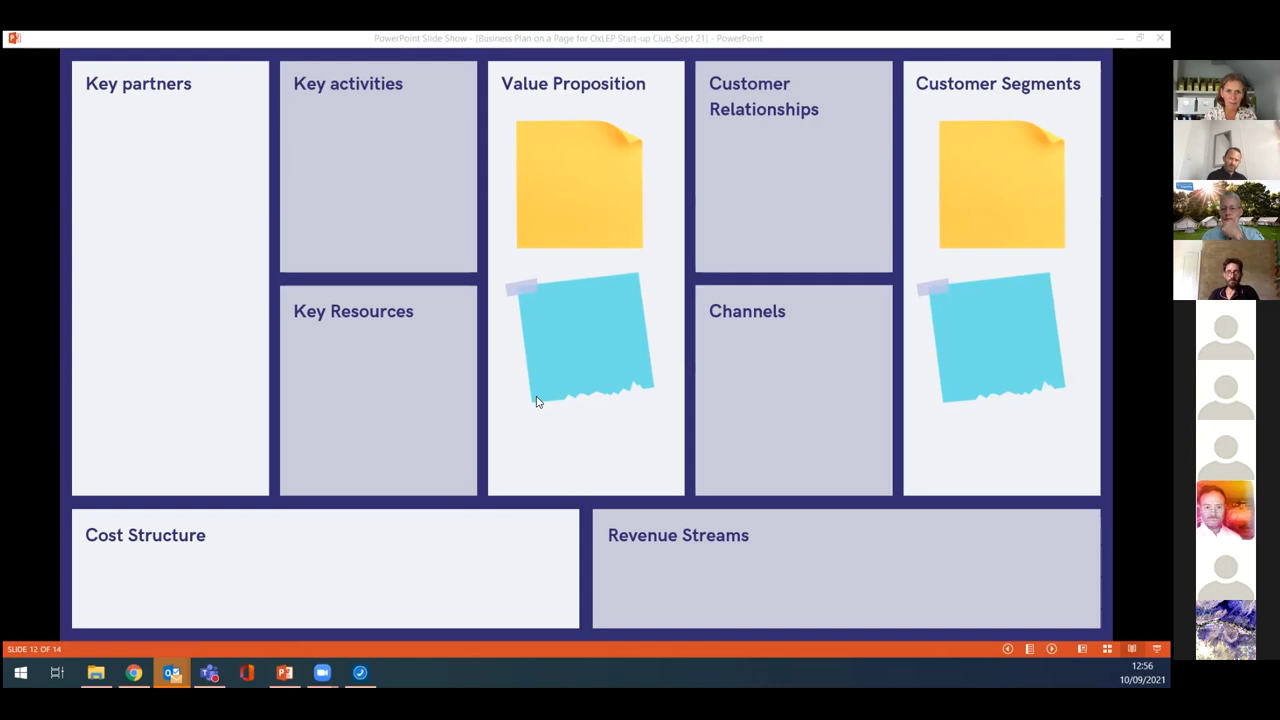 PowerPoint Slide Show - [Business Plan on a Page for OxLEP Start-up Club_Sept 21] - PowerPoint
Key partners
Key activities
Value Proposition
Customer
Relationships
Customer Segments
Key Resources
Channels
Cost Structure
Revenue Streams
SLIDE 12 OF 14
12:56
10/09/2021